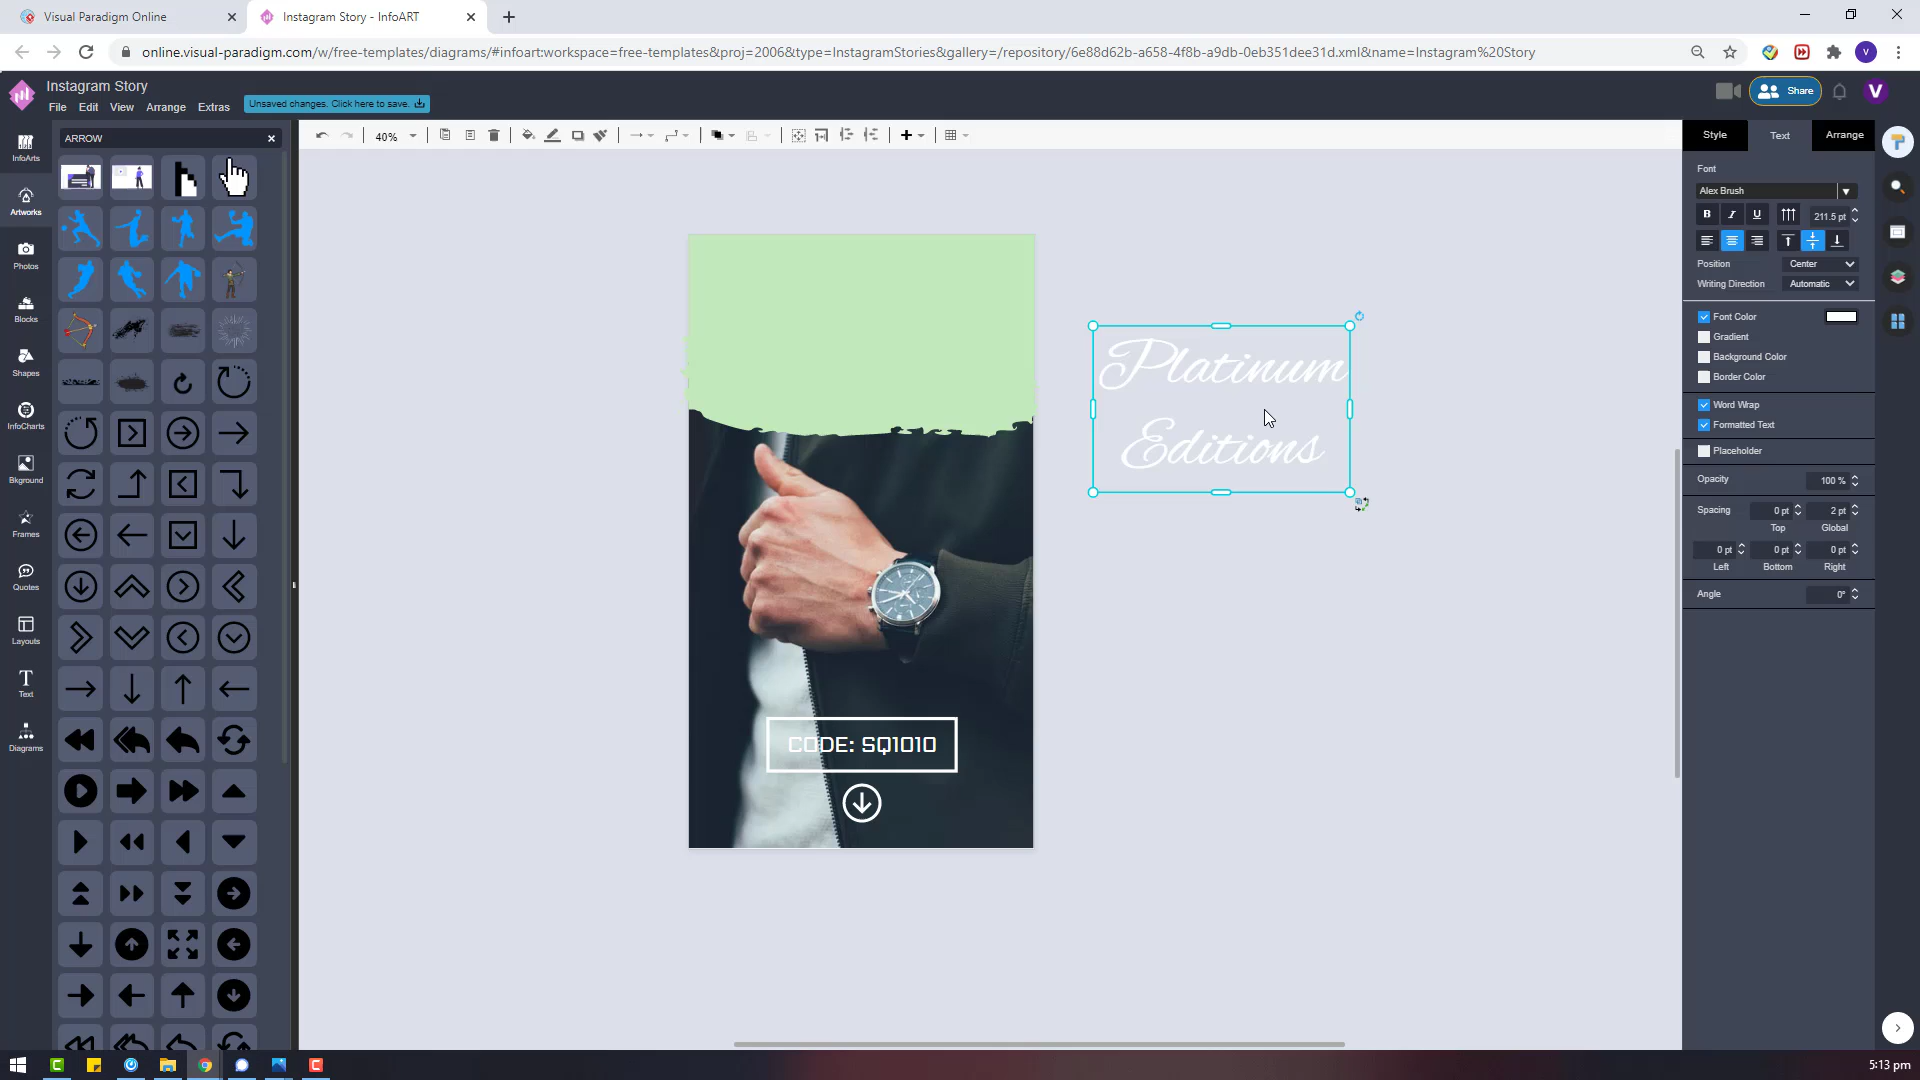 Visual Paradigm Online
Instagram Story - InfoART
online.visual-paradigm.com/w/free-templates/diagrams/#infoart:workspace=free-templates&proj=2006&type=InstagramStories&gallery=/repository/6e88d62b-a658-4f8b-a9db-0eb351dee31d.xml&name=Instagram%20Story
V
Instagram Story
File Edit View Arrange Extras
Unsaved changes. Click here to save.
Share
V
ARROW
40%
InfoArts
Artworks
Photos
Blocks
Shapes
InfoCharts
Bkground
Frames
Quotes
Layouts
Text
Diagrams
Platinum
Editions
CODE: SQ1010
Style Text Arrange
Font
Alex Brush
B I U 211.5 pt
Position Center
Writing Direction Automatic
Font Color
Gradient
Background Color
Border Color
Word Wrap
Formatted Text
Placeholder
Opacity 100 %
Spacing 0 pt 2 pt
Top Global
0 pt 0 pt 0 pt
Left Bottom Right
Angle 0°
5:13 pm